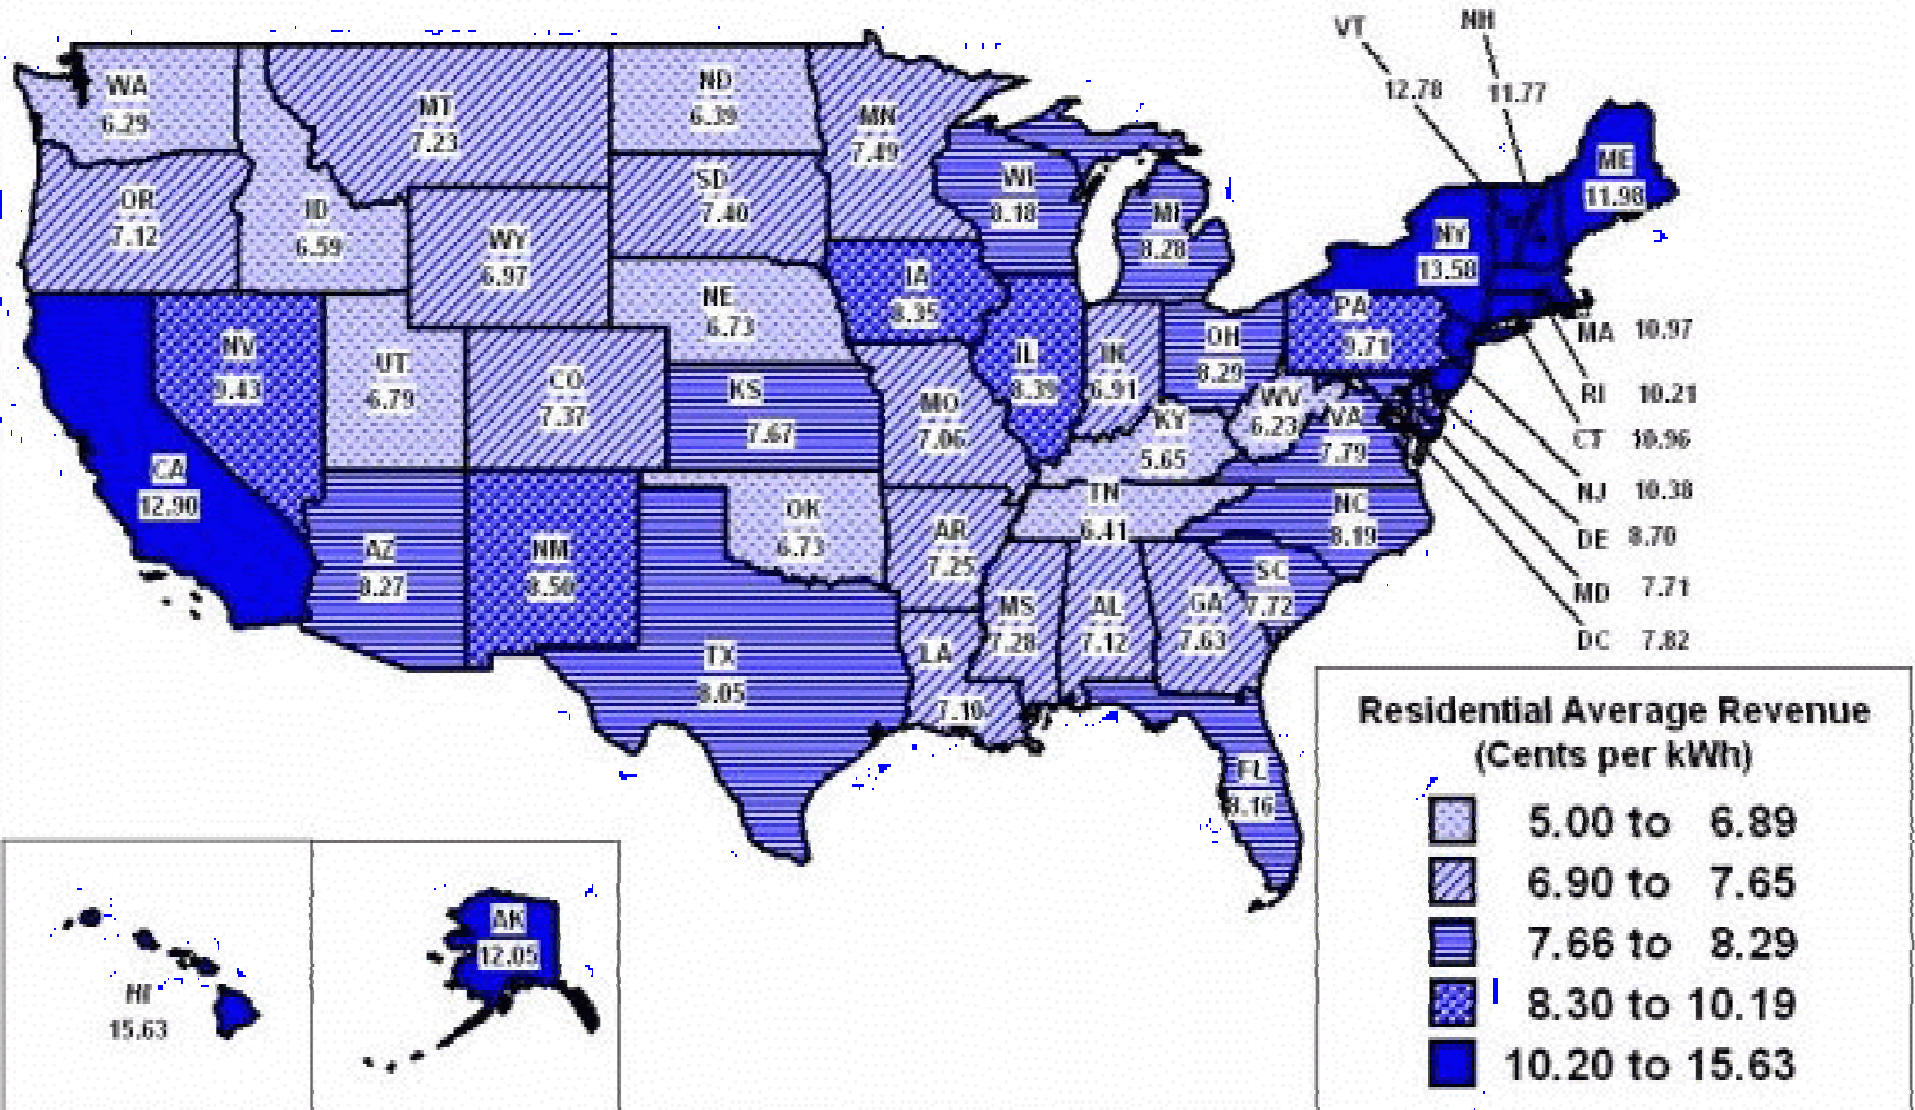 VT
NH
12.78
11.77
WA
6.29
MT
7.23
ND
6.39
MN
7.49
ME
11.98
OR
7.12
ID
6.59
SD
7.40
WI
8.18
MI
8.28
NY
13.58
WY
6.97
NE
6.73
IA
8.35
PA
9.71
MA 10.97
NV
9.43
UT
6.79
CO
7.37
KS
7.67
MO
7.06
IL
8.39
IN
6.91
OH
8.29
RI 10.21
WV
6.23
VA
7.79
KY
5.65
CT 10.96
CA
12.90
NJ 10.38
AZ
8.27
NM
8.50
OK
6.73
AR
7.25
TN
6.41
NC
8.19
DE 8.70
SC
7.72
MD 7.71
MS
7.28
AL
7.12
GA
7.63
DC 7.82
TX
8.05
LA
7.10
FL
8.16
HI
15.63
AK
12.05
Residential Average Revenue
(Cents per kWh)
5.00 to 6.89
6.90 to 7.65
7.66 to 8.29
8.30 to 10.19
10.20 to 15.63